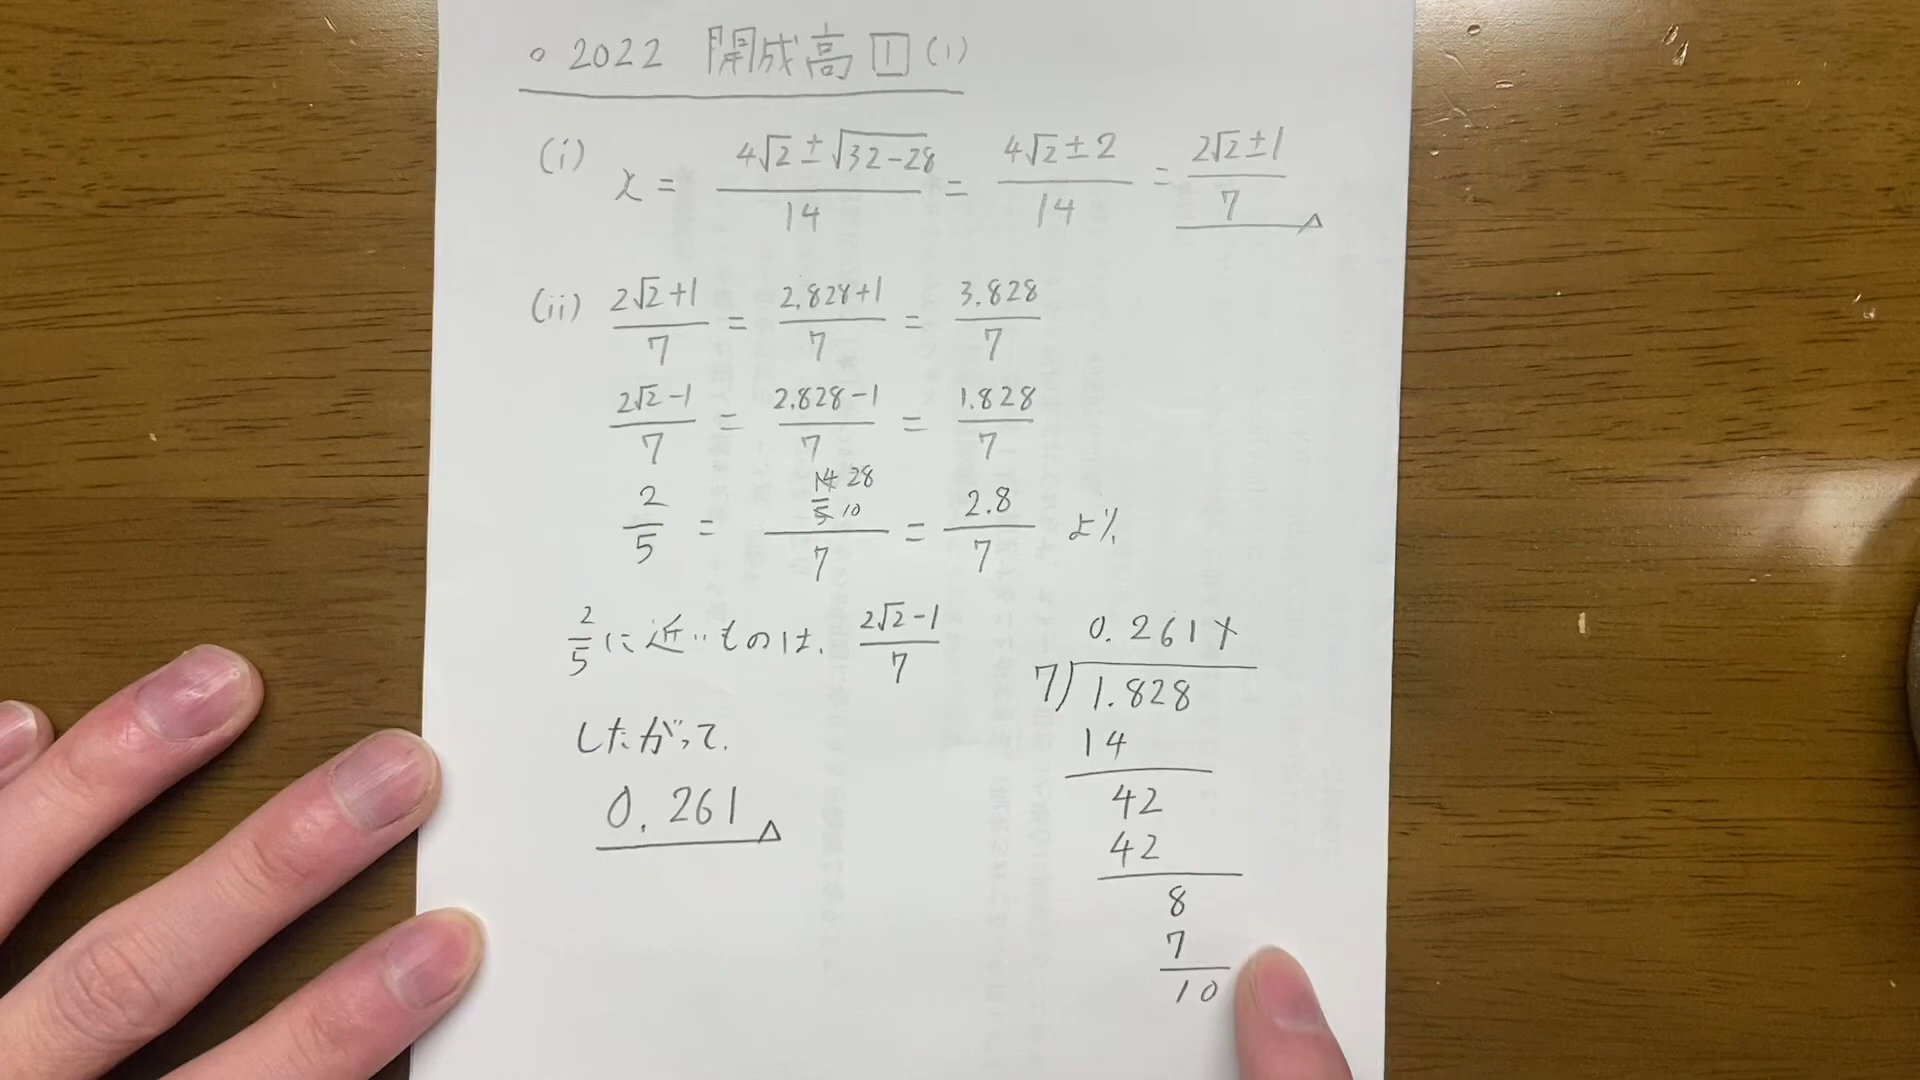 ○ 2022 開成高 1 (1)
(i) x = (4√2 ± √32-28)/14 = (4√2 ± 2)/14 = (2√2 ± 1)/7
(ii) (2√2+1)/7 = (2.828+1)/7 = 3.828/7
(2√2-1)/7 = (2.828-1)/7 = 1.828/7
2/5 = (28/10)/7 = 2.8/7 より
2/5 に近いものは、(2√2-1)/7
したがって、
0.261
0.261
7)1.828
14
42
42
8
7
10